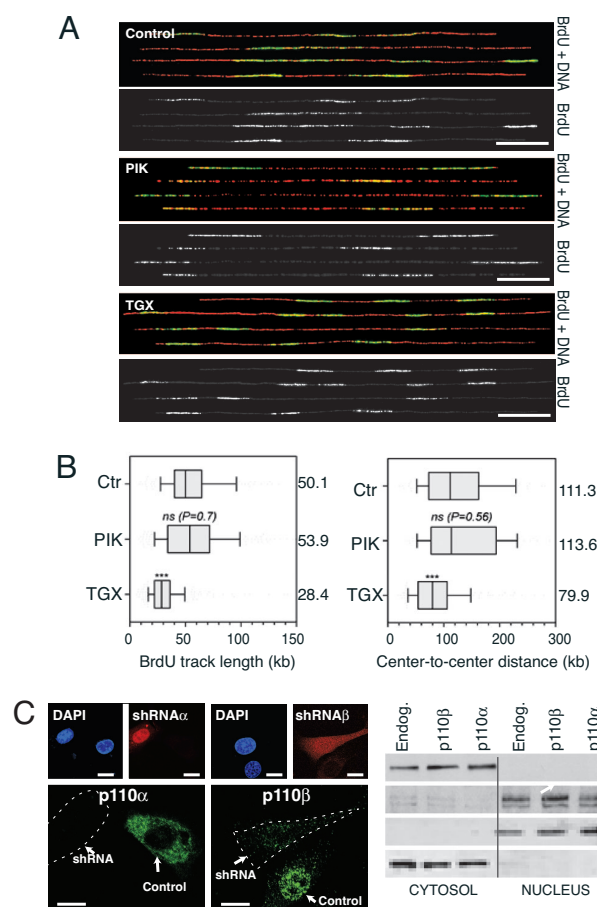 A
Control
BrdU + DNA
BrdU
PIK
BrdU + DNA
BrdU
TGX
BrdU + DNA
BrdU
B
Ctr
50.1
ns (P=0.7)
PIK
53.9
***
TGX
28.4
0 50 100 150
BrdU track length (kb)
Ctr
111.3
ns (P=0.56)
PIK
113.6
***
TGX
79.9
0 100 200 300
Center-to-center distance (kb)
C
DAPI
shRNAα
DAPI
shRNAβ
p110α
shRNA
Control
p110β
shRNA
Control
Endog.
p110β
p110α
Endog.
p110β
p110α
CYTOSOL
NUCLEUS